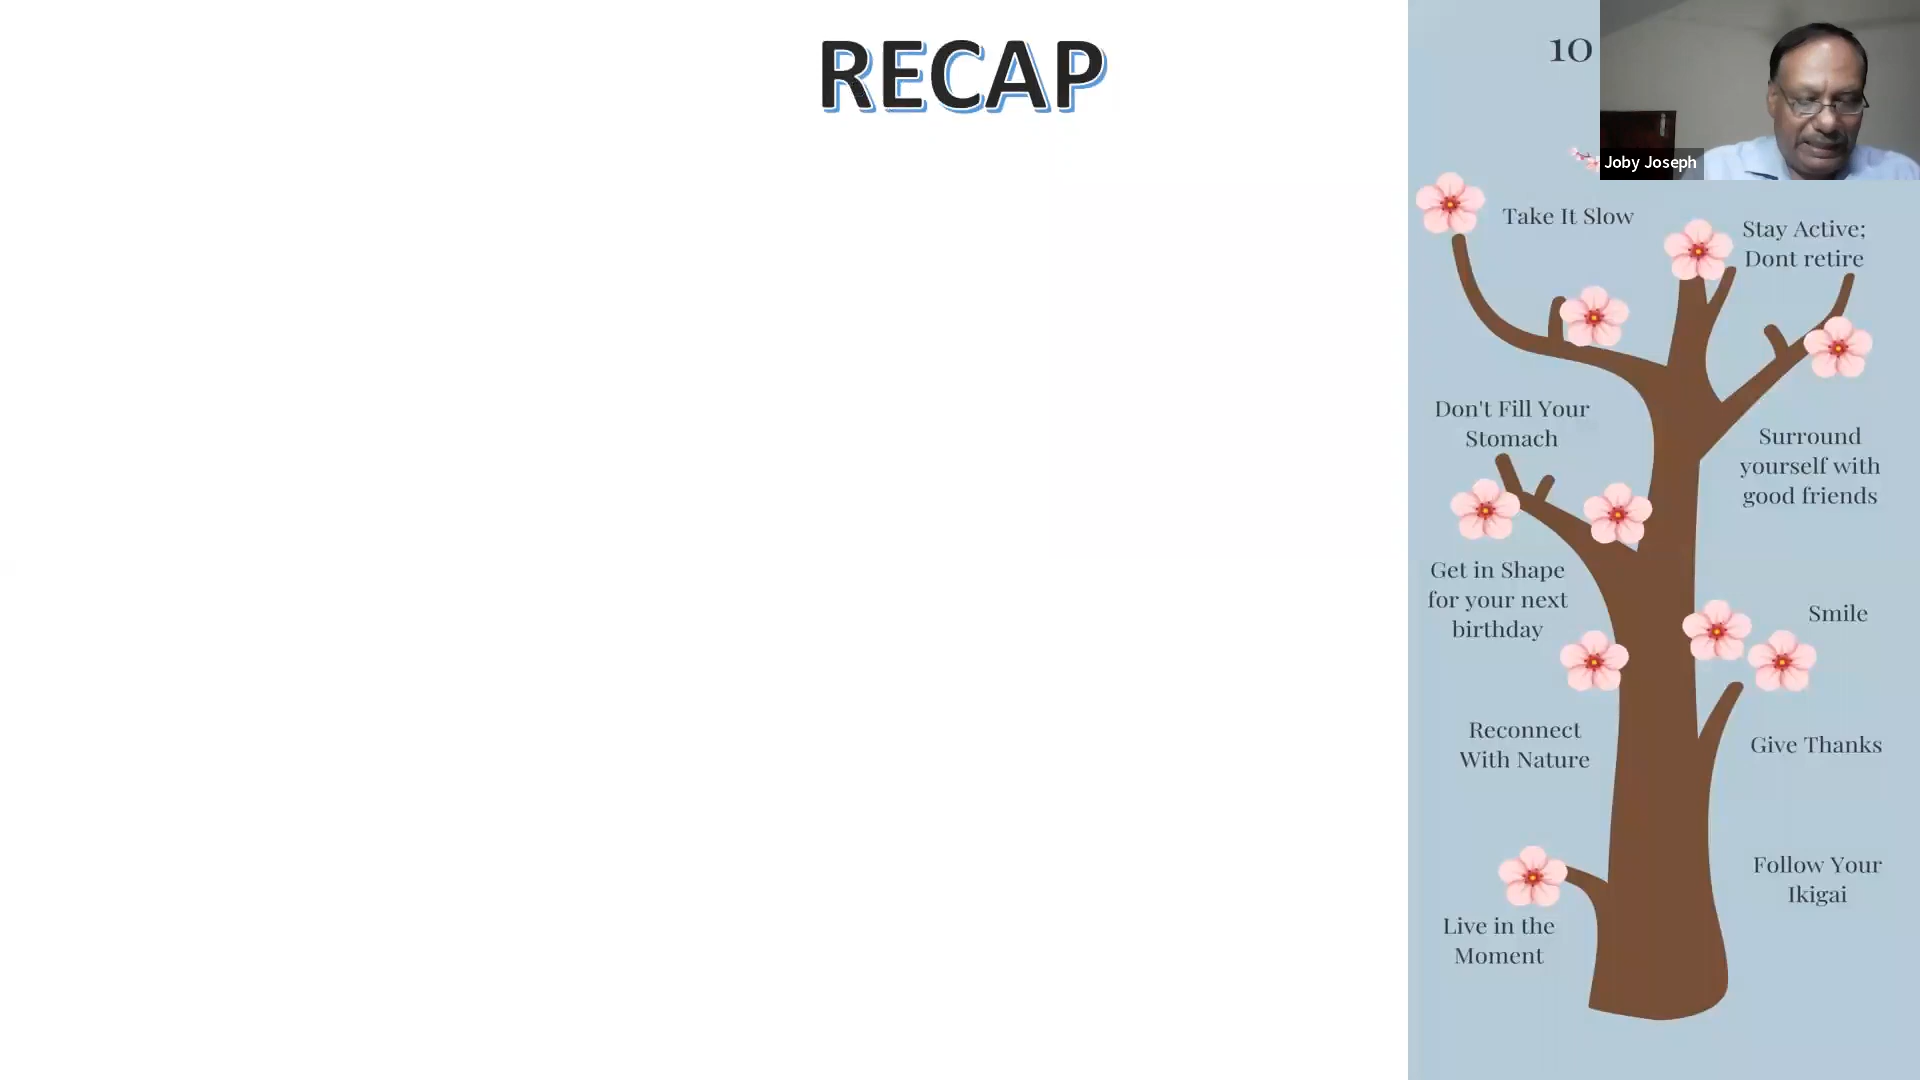 RECAP
10
Joby Joseph
Take It Slow
Stay Active;
Dont retire
Don't Fill Your
Stomach
Surround
yourself with
good friends
Get in Shape
for your next
birthday
Smile
Reconnect
With Nature
Give Thanks
Follow Your
Ikigai
Live in the
Moment